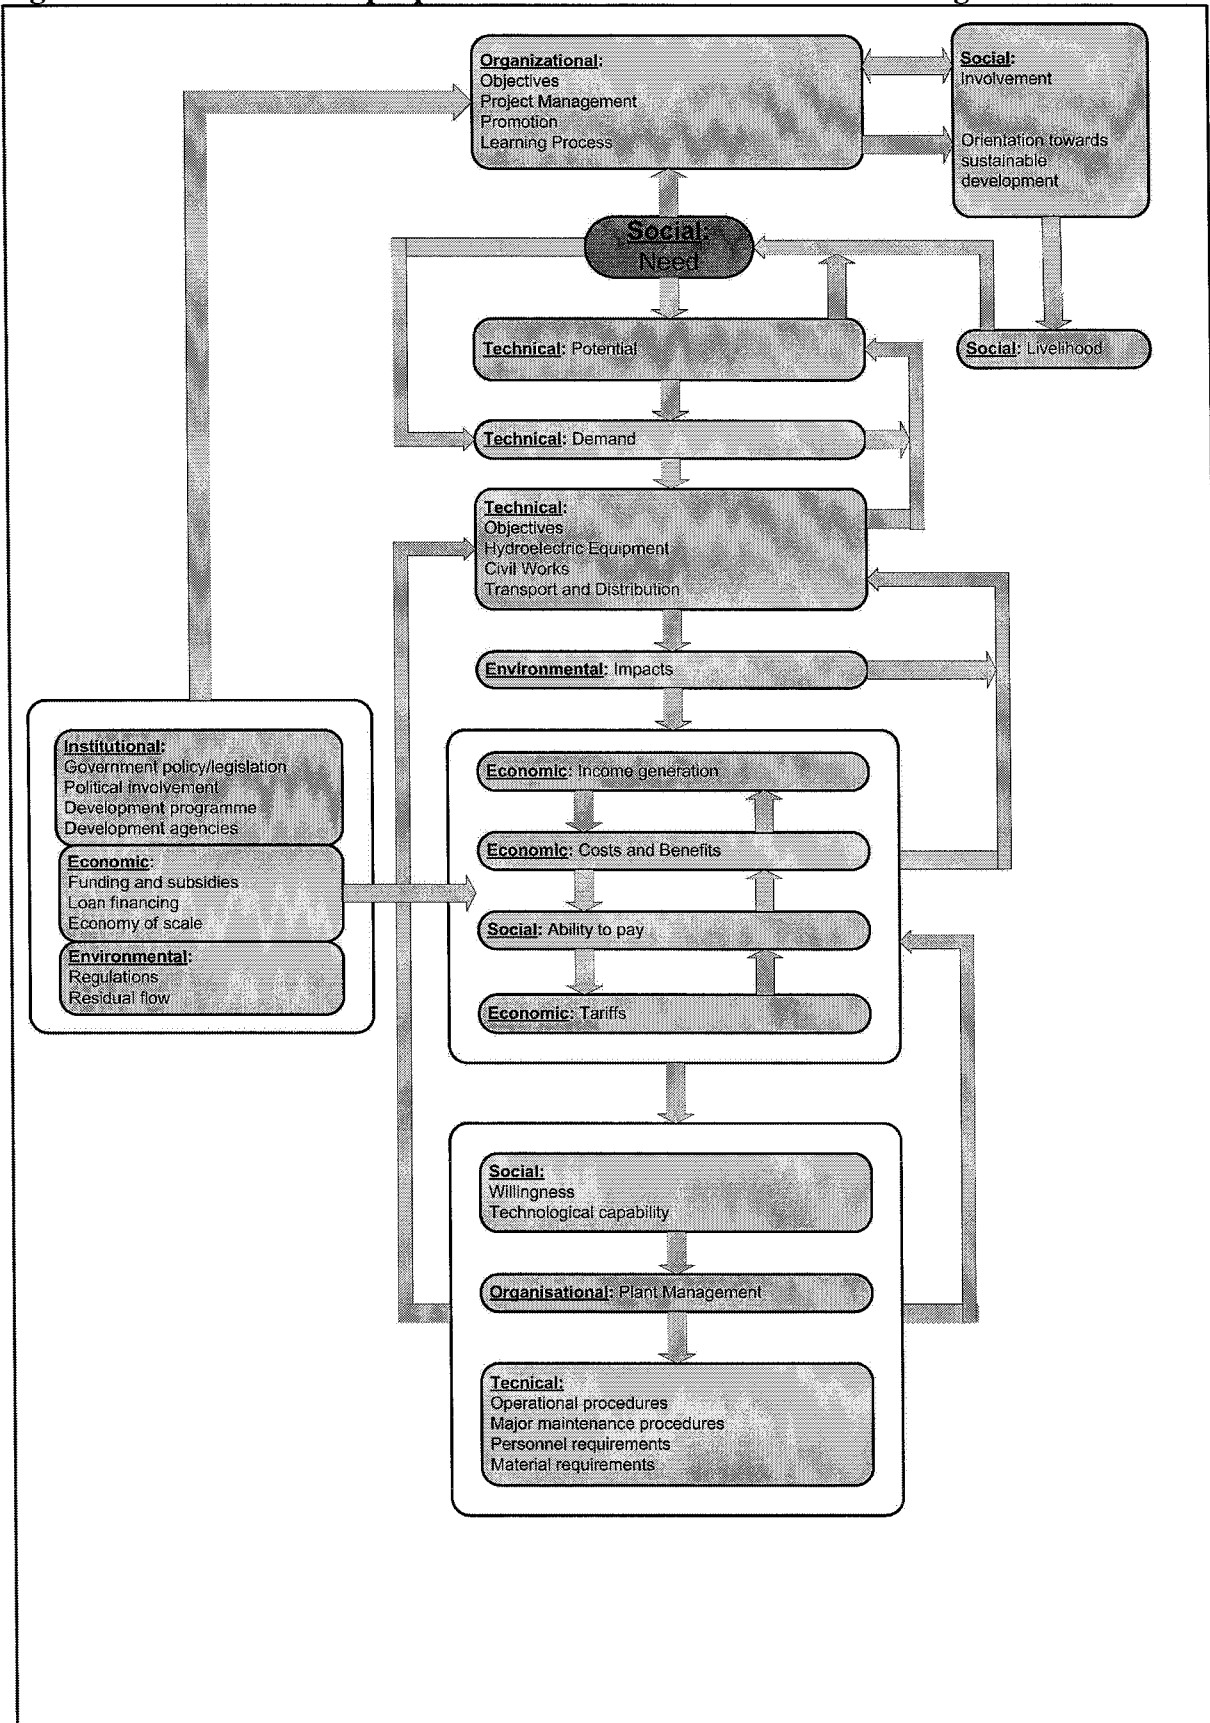 Organizational:
Objectives
Project Management
Promotion
Learning Process
Social:
Involvement
Orientation towards
sustainable
development
Social:
Need
Technical: Potential
Social: Livelihood
Technical: Demand
Technical:
Objectives
Hydroelectric Equipment
Civil Works
Transport and Distribution
Environmental: Impacts
Institutional:
Government policy/legislation
Political involvement
Development programme
Development agencies
Economic:
Funding and subsidies
Loan financing
Economy of scale
Environmental:
Regulations
Residual flow
Economic: Income generation
Economic: Costs and Benefits
Social: Ability to pay
Economic: Tariffs
Social:
Willingness
Technological capability
Organisational: Plant Management
Tecnical:
Operational procedures
Major maintenance procedures
Personnel requirements
Material requirements